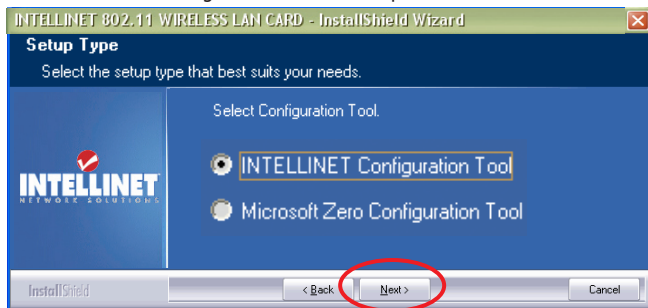 INTELLINET 802.11 WIRELESS LAN CARD - InstallShield Wizard
Setup Type
Select the setup type that best suits your needs.
Select Configuration Tool.
INTELLINET Configuration Tool
Microsoft Zero Configuration Tool
INTELLINET
NETWORK SOLUTIONS
InstallShield
< Back
Next >
Cancel